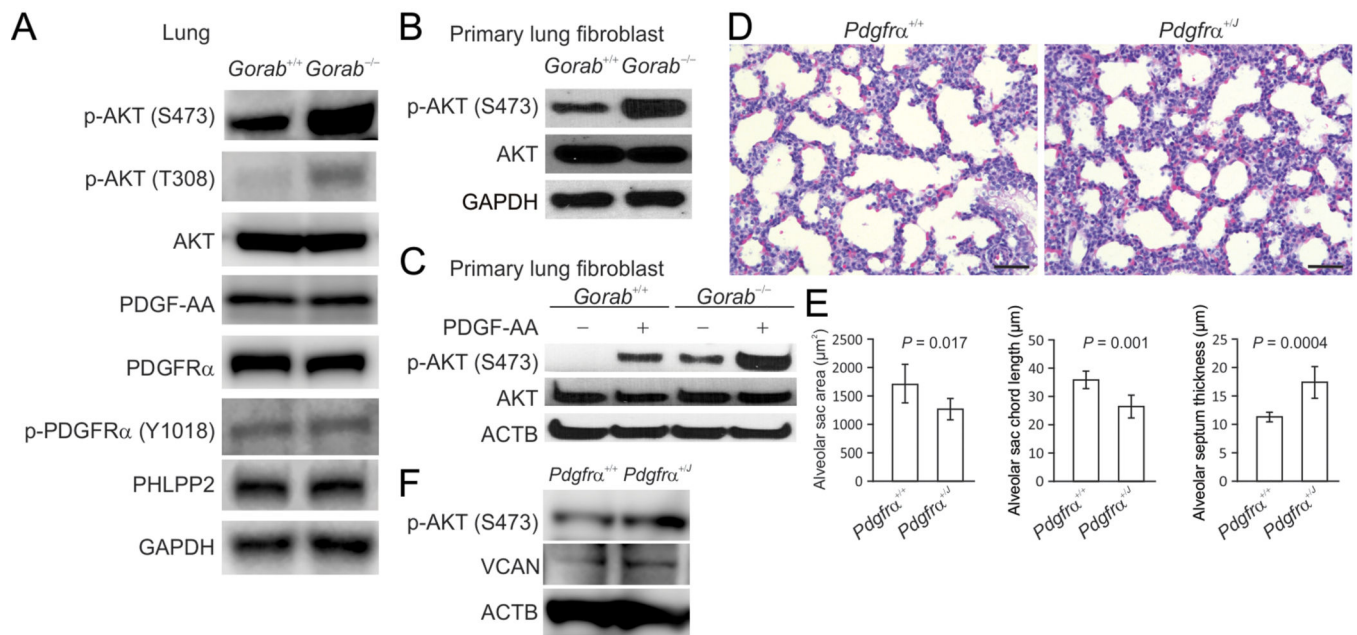 A
Lung
Gorab+/+ Gorab−/−
p-AKT (S473)
p-AKT (T308)
AKT
PDGF-AA
PDGFRα
p-PDGFRα (Y1018)
PHLPP2
GAPDH
B
Primary lung fibroblast
Gorab+/+ Gorab−/−
p-AKT (S473)
AKT
GAPDH
C
Primary lung fibroblast
Gorab+/+ Gorab−/−
PDGF-AA − + − +
p-AKT (S473)
AKT
ACTB
D
Pdgfrα+/+ Pdgfrα+/J
E
Alveolar sac area (µm²)
P = 0.017
2500
2000
1500
1000
500
0
Pdgfrα+/+
Pdgfrα+/J
Alveolar sac chord length (µm)
P = 0.001
50
40
30
20
10
0
Pdgfrα+/+
Pdgfrα+/J
Alveolar septum thickness (µm)
P = 0.0004
25
20
15
10
5
0
Pdgfrα+/+
Pdgfrα+/J
F
Pdgfrα+/+ Pdgfrα+/J
p-AKT (S473)
VCAN
ACTB